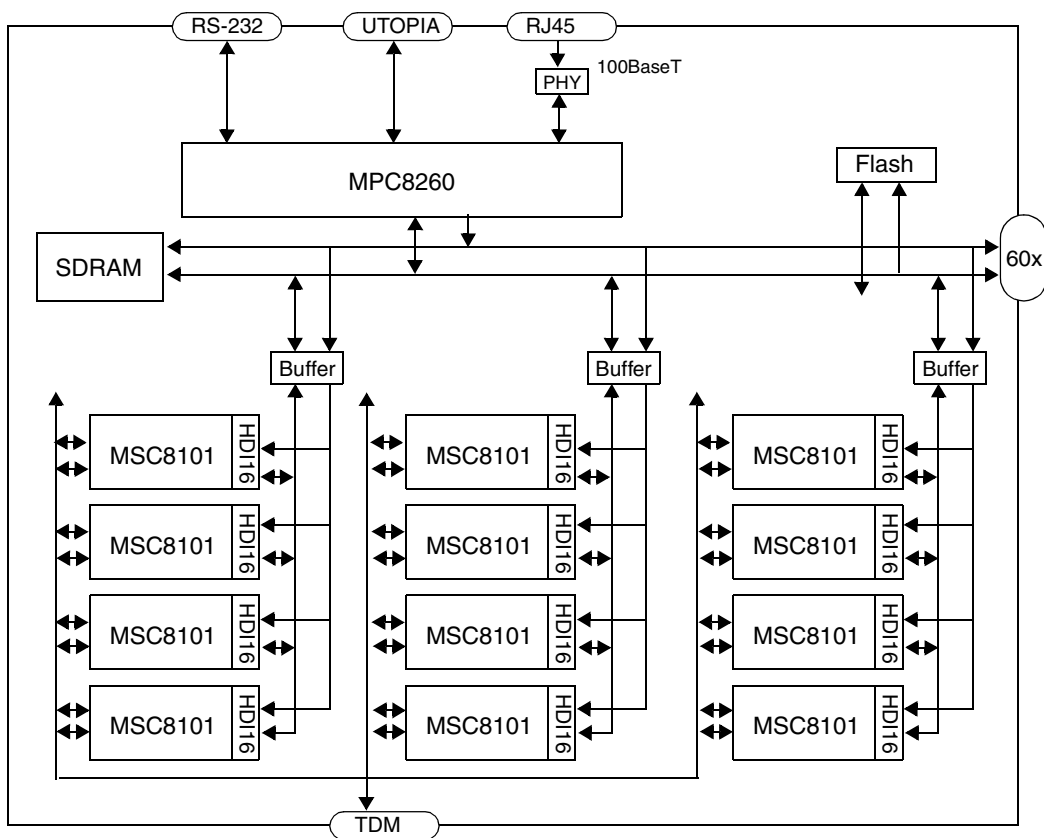 RS-232
UTOPIA
RJ45
PHY
100BaseT
MPC8260
Flash
SDRAM
60x
Buffer
Buffer
Buffer
MSC8101
HDI16
MSC8101
HDI16
MSC8101
HDI16
MSC8101
HDI16
MSC8101
HDI16
MSC8101
HDI16
MSC8101
HDI16
MSC8101
HDI16
MSC8101
HDI16
MSC8101
HDI16
MSC8101
HDI16
MSC8101
HDI16
TDM